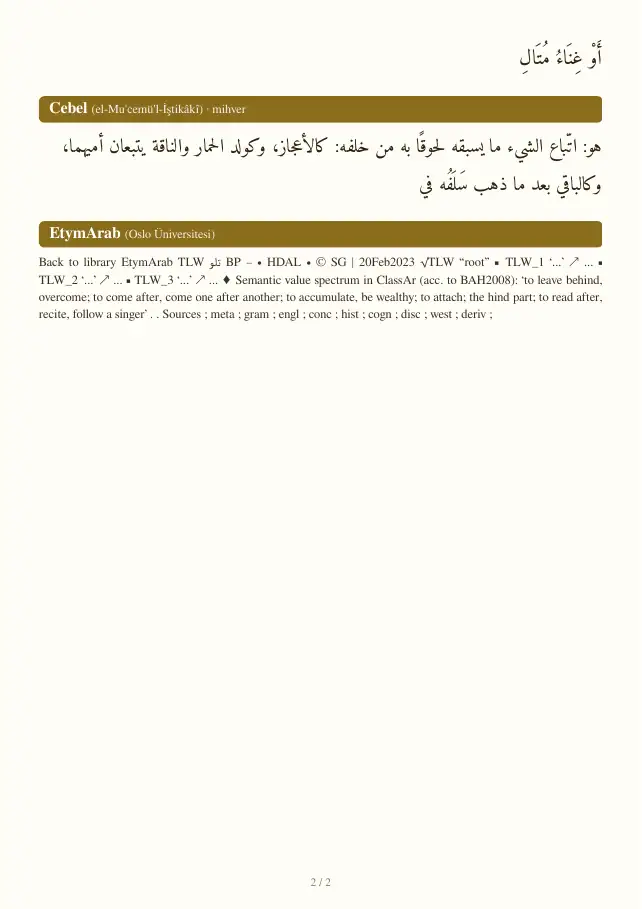 أَوْ غِنَاءُ مُتَالِ
Cebel (el-Muʿcemü'l-İştikâkî) · mihver
هو: اتّباع الشيء ما يسبقه لحوقًا به من خلفه: كالأعجاز، وكولد الحمار والناقة يتبعان أميهما،
وكالباقي بعد ما ذهب سَلَفُه في
EtymArab (Oslo Üniversitesi)
Back to library EtymArab TLW تلو BP – • HDAL • © SG | 20Feb2023 √TLW “root” ▪ TLW_1 ‘...’ ↗ ... ▪
TLW_2 ‘...’ ↗ ... ▪ TLW_3 ‘...’ ↗ ... ♦ Semantic value spectrum in ClassAr (acc. to BAH2008): ‘to leave behind,
overcome; to come after, come one after another; to accumulate, be wealthy; to attach; the hind part; to read after,
recite, follow a singer’ . . Sources ; meta ; gram ; engl ; conc ; hist ; cogn ; disc ; west ; deriv ;
2 / 2